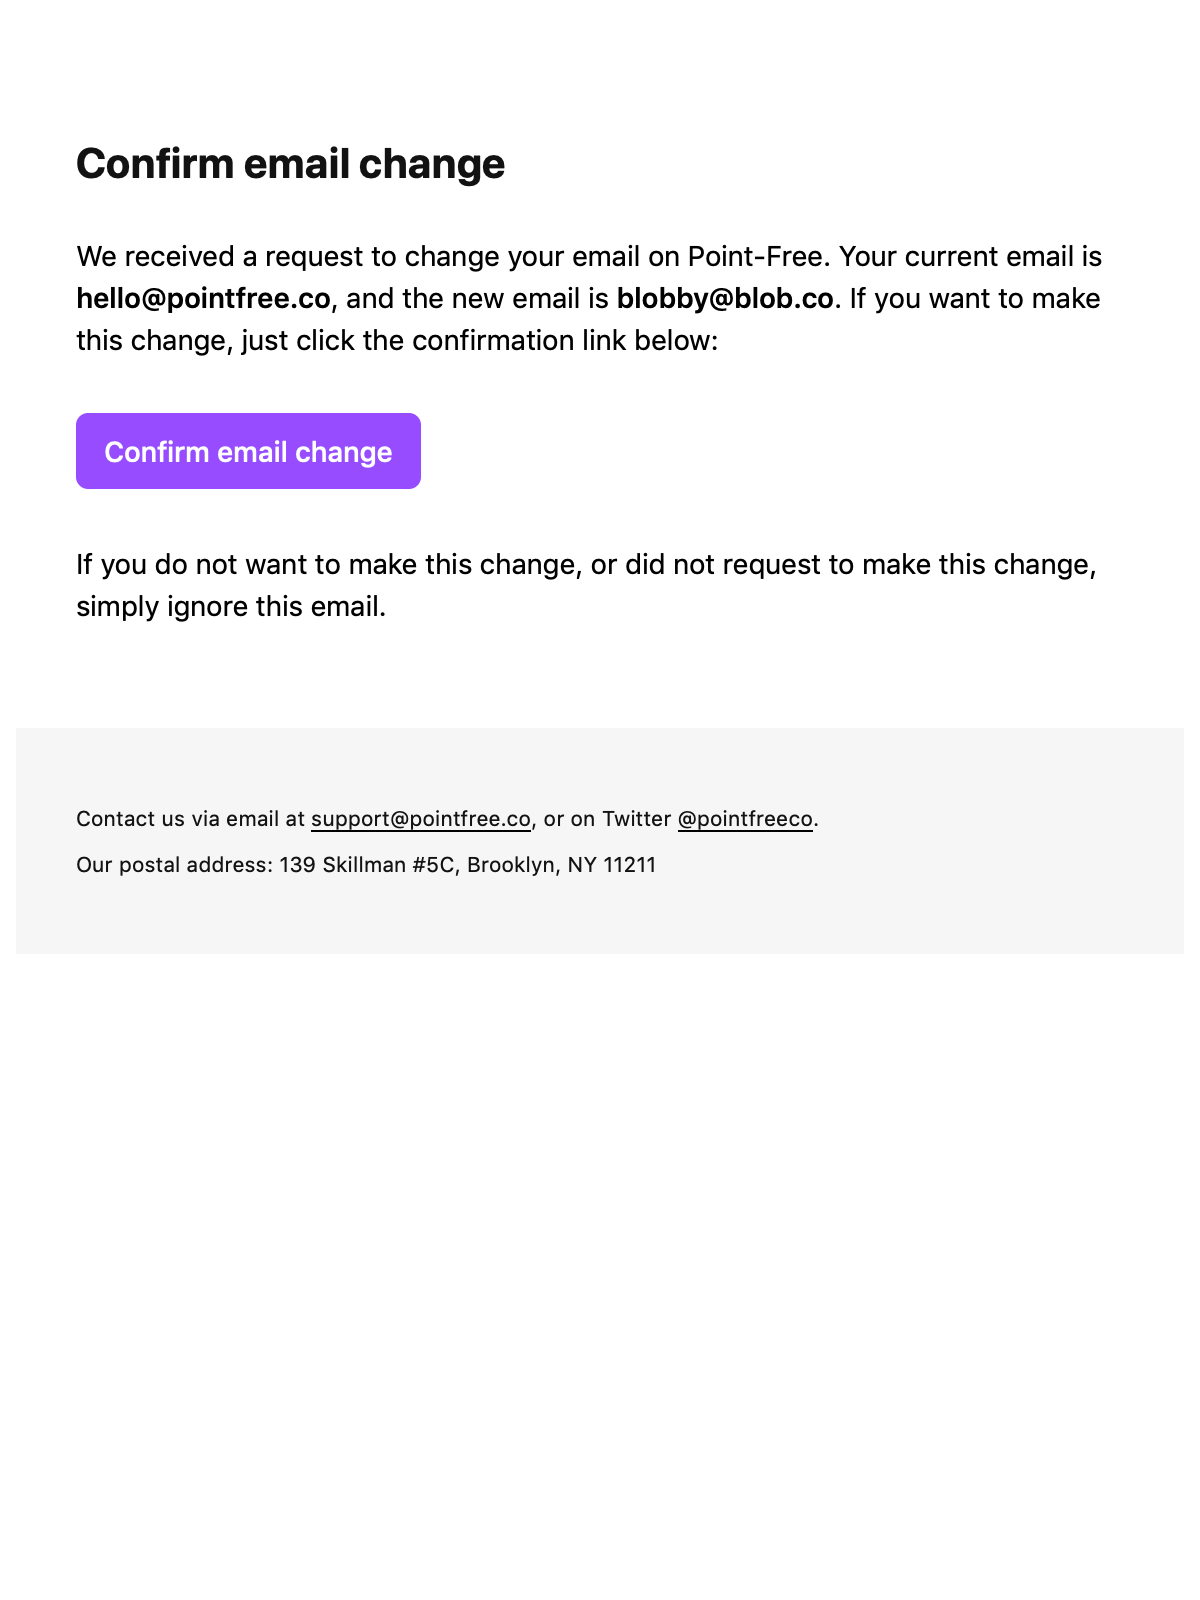 Confirm email change
We received a request to change your email on Point-Free. Your current email is
hello@pointfree.co, and the new email is blobby@blob.co. If you want to make
this change, just click the confirmation link below:
Confirm email change
If you do not want to make this change, or did not request to make this change,
simply ignore this email.
Contact us via email at support@pointfree.co, or on Twitter @pointfreeco.
Our postal address: 139 Skillman #5C, Brooklyn, NY 11211